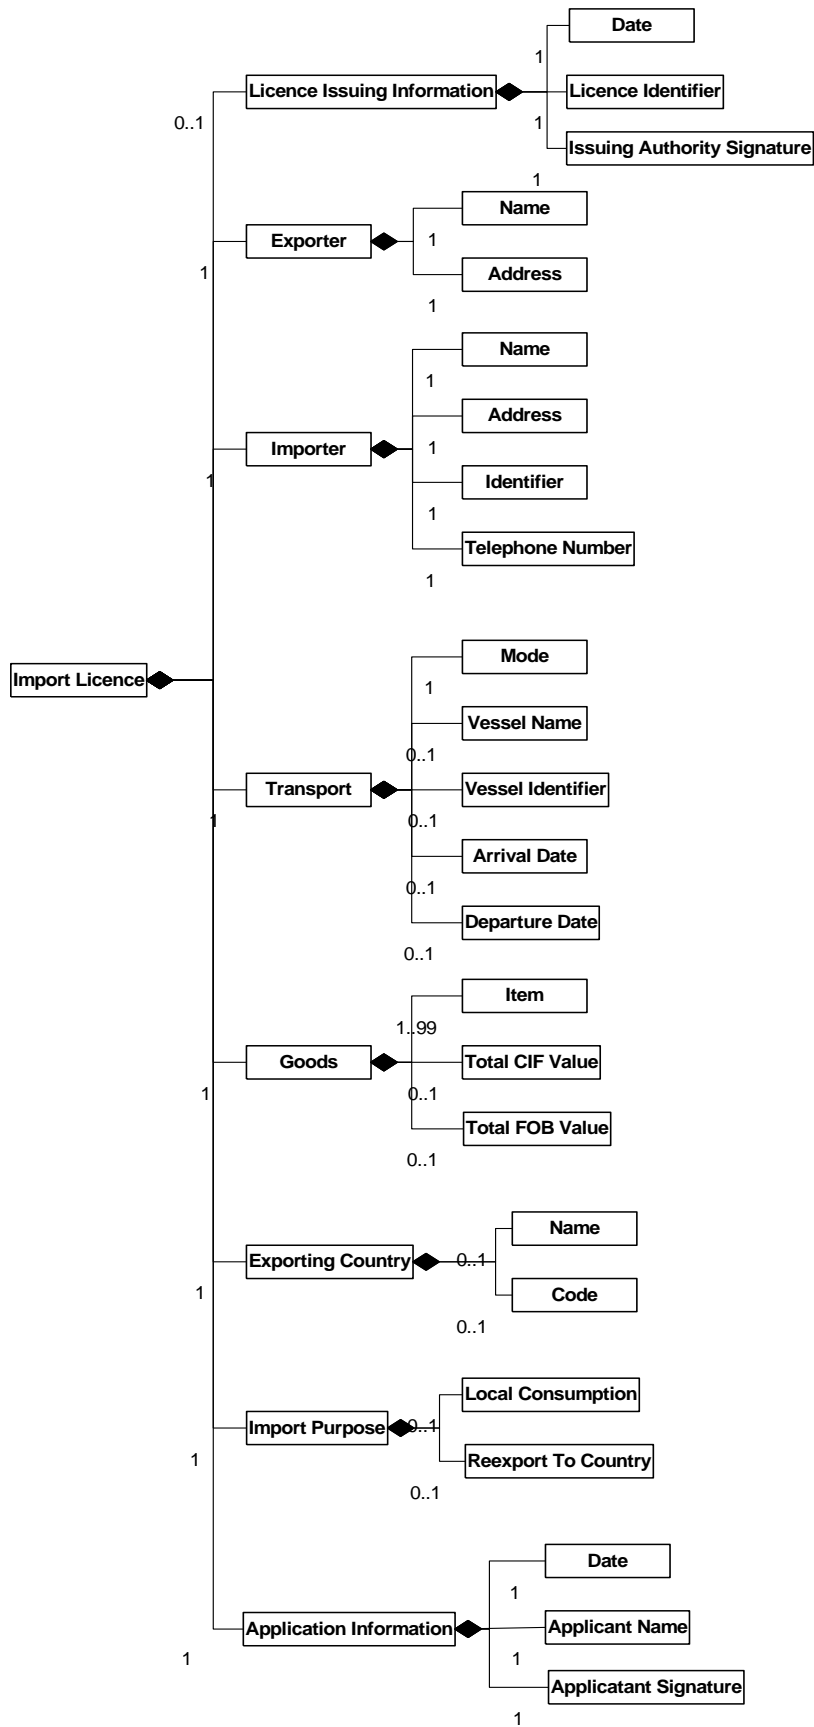 Date
1
Licence Issuing Information
Licence Identifier
0..1
1
Issuing Authority Signature
1
Name
Exporter
1
1
Address
1
Name
1
Address
Importer
1
1
Identifier
1
Telephone Number
1
Mode
Import Licence
1
Vessel Name
0..1
Transport
Vessel Identifier
1
0..1
Arrival Date
0..1
Departure Date
0..1
Item
1..99
Goods
Total CIF Value
1
0..1
Total FOB Value
0..1
Name
Exporting Country
0..1
1
Code
0..1
Local Consumption
Import Purpose
0..1
1
Reexport To Country
0..1
Date
1
Application Information
Applicant Name
1
1
Applicatant Signature
1